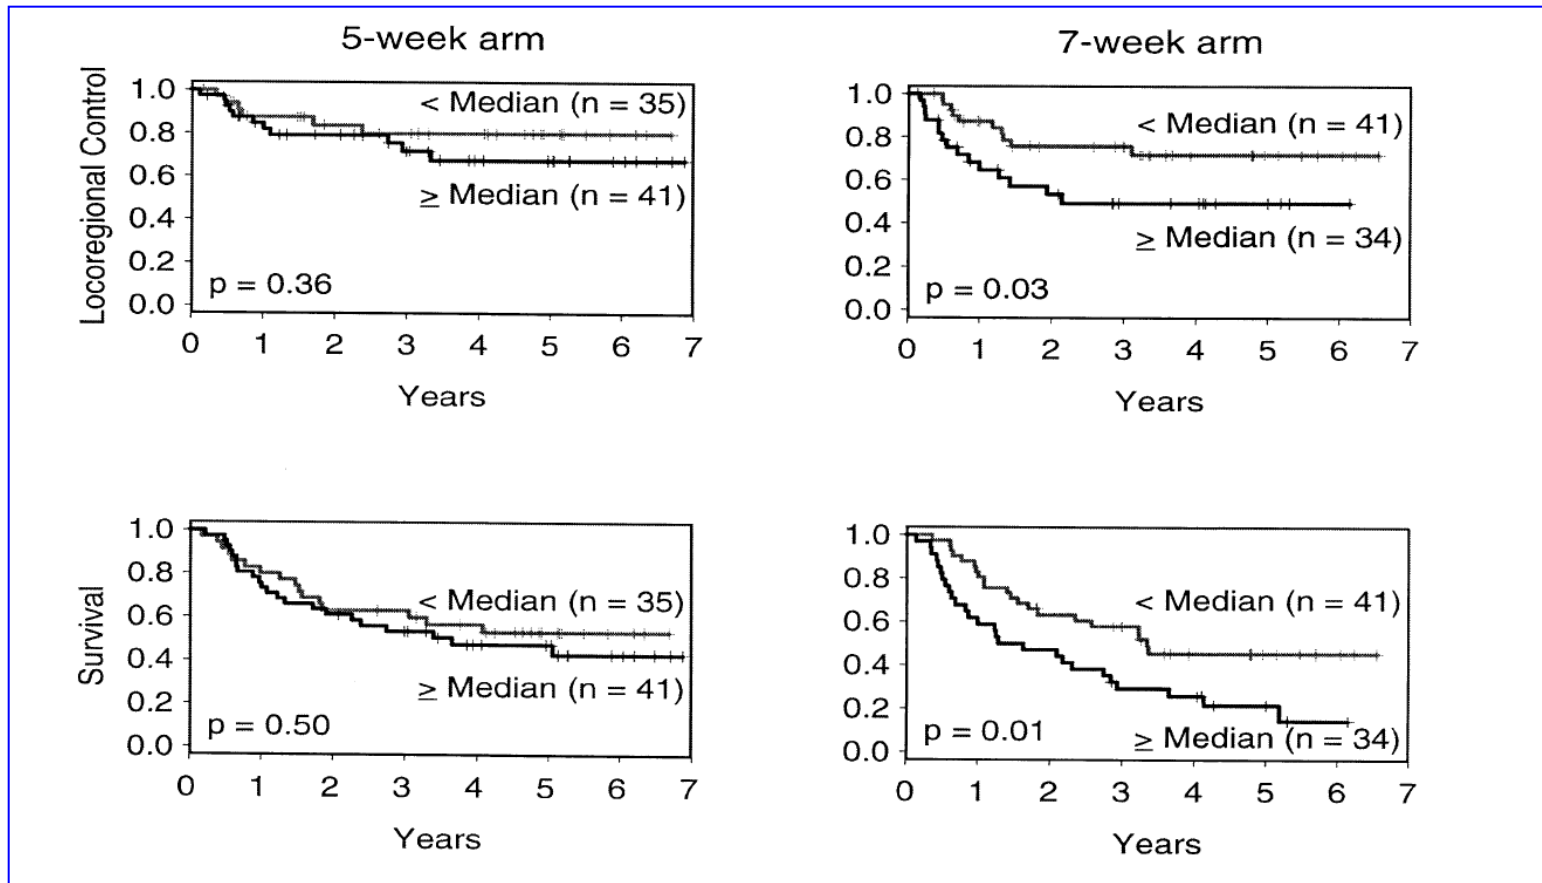 5-week arm
7-week arm
Locoregional Control
1.0
0.8
0.6
0.4
0.2
0.0
< Median (n = 35)
≥ Median (n = 41)
p = 0.36
0 1 2 3 4 5 6 7
Years
1.0
0.8
0.6
0.4
0.2
0.0
< Median (n = 41)
≥ Median (n = 34)
p = 0.03
0 1 2 3 4 5 6 7
Years
Survival
1.0
0.8
0.6
0.4
0.2
0.0
< Median (n = 35)
≥ Median (n = 41)
p = 0.50
0 1 2 3 4 5 6 7
Years
1.0
0.8
0.6
0.4
0.2
0.0
< Median (n = 41)
p = 0.01
≥ Median (n = 34)
0 1 2 3 4 5 6 7
Years